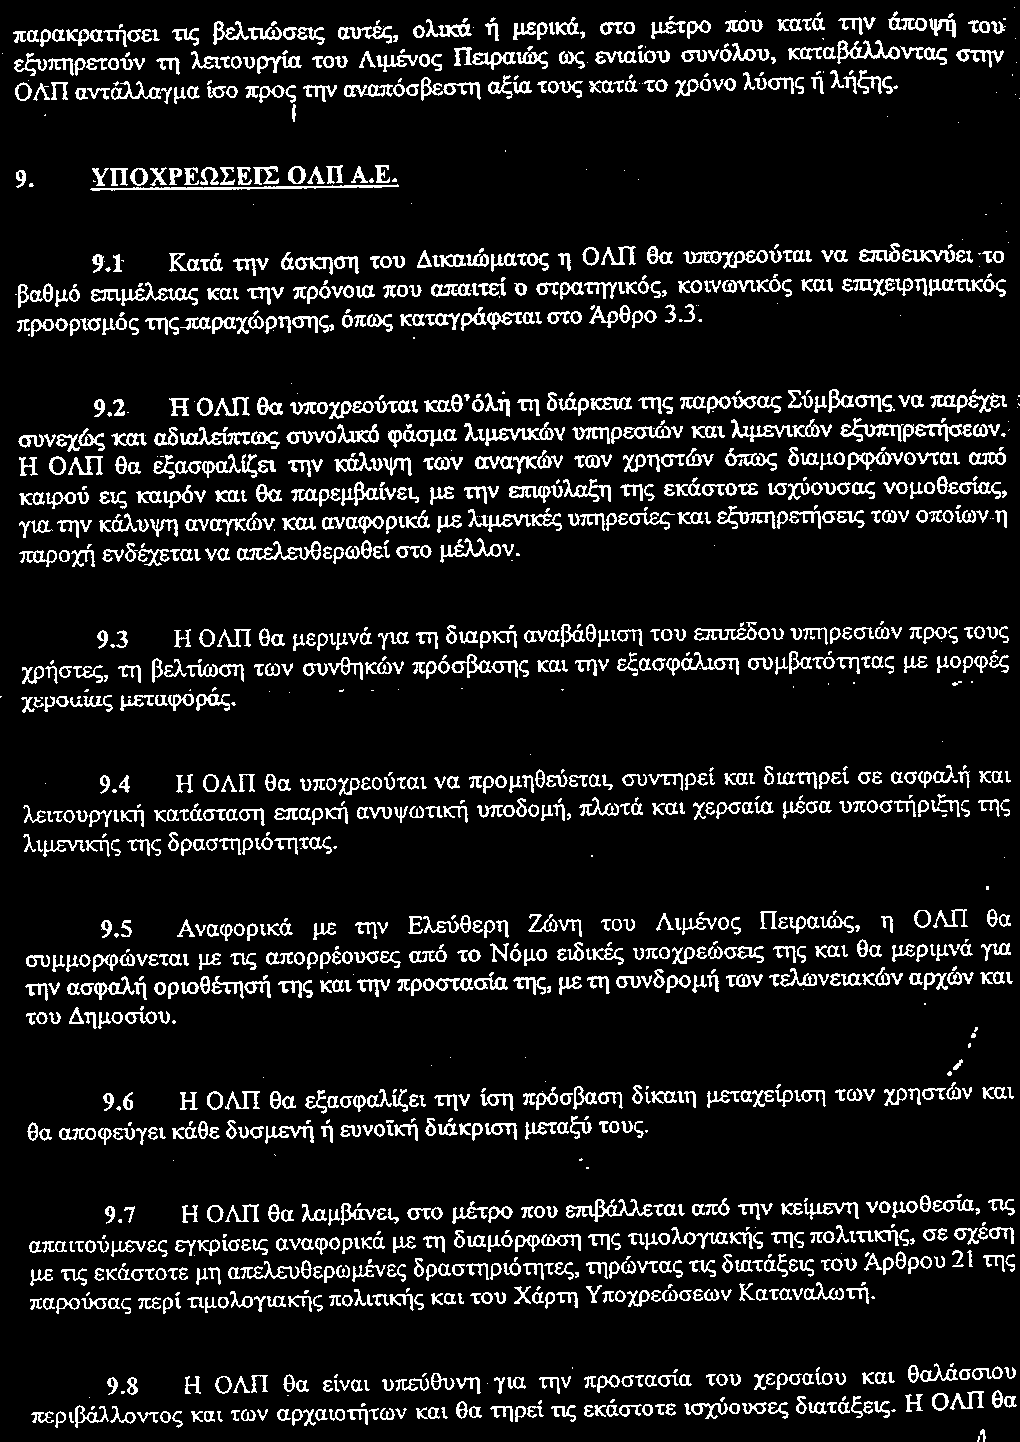 παρακρατήσει τις βελτιώσεις αυτές, ολικά ή μερικά, στο μέτρο που κατά την άποψή του
εξυπηρετούν τη λειτουργία του Λιμένος Πειραιώς ως ενιαίου συνόλου, καταβάλλοντας στην
ΟΛΠ αντάλλαγμα ίσο προς την αναπόσβεστη αξία τους κατά το χρόνο λύσης ή λήξης.
9. ΥΠΟΧΡΕΩΣΕΙΣ ΟΛΠ Α.Ε.
9.1 Κατά την άσκηση του Δικαιώματος η ΟΛΠ θα υποχρεούται να επιδεικνύει το
βαθμό επιμέλειας και την πρόνοια που απαιτεί ο στρατηγικός, κοινωνικός και επιχειρηματικός
προορισμός της παραχώρησης, όπως καταγράφεται στο Άρθρο 3.3.
9.2 Η ΟΛΠ θα υποχρεούται καθ’όλη τη διάρκεια της παρούσας Σύμβασης να παρέχει
συνεχώς και αδιαλείπτως συνολικό φάσμα λιμενικών υπηρεσιών και λιμενικών εξυπηρετήσεων.
Η ΟΛΠ θα εξασφαλίζει την κάλυψη των αναγκών των χρηστών όπως διαμορφώνονται από
καιρού εις καιρόν και θα παρεμβαίνει, με την επιφύλαξη της εκάστοτε ισχύουσας νομοθεσίας,
για την κάλυψη αναγκών και αναφορικά με λιμενικές υπηρεσίες και εξυπηρετήσεις των οποίων η
παροχή ενδέχεται να απελευθερωθεί στο μέλλον.
9.3 Η ΟΛΠ θα μεριμνά για τη διαρκή αναβάθμιση του επιπέδου υπηρεσιών προς τους
χρήστες, τη βελτίωση των συνθηκών πρόσβασης και την εξασφάλιση συμβατότητας με μορφές
χερσαίας μεταφοράς.
9.4 Η ΟΛΠ θα υποχρεούται να προμηθεύεται, συντηρεί και διατηρεί σε ασφαλή και
λειτουργική κατάσταση επαρκή ανυψωτική υποδομή, πλωτά και χερσαία μέσα υποστήριξης της
λιμενικής της δραστηριότητας.
9.5 Αναφορικά με την Ελεύθερη Ζώνη του Λιμένος Πειραιώς, η ΟΛΠ θα
συμμορφώνεται με τις απορρέουσες από το Νόμο ειδικές υποχρεώσεις της και θα μεριμνά για
την ασφαλή οριοθέτησή της και την προστασία της, με τη συνδρομή των τελωνειακών αρχών και
του Δημοσίου.
9.6 Η ΟΛΠ θα εξασφαλίζει την ίση πρόσβαση δίκαιη μεταχείριση των χρηστών και
θα αποφεύγει κάθε δυσμενή ή ευνοϊκή διάκριση μεταξύ τους.
9.7 Η ΟΛΠ θα λαμβάνει, στο μέτρο που επιβάλλεται από την κείμενη νομοθεσία, τις
απαιτούμενες εγκρίσεις αναφορικά με τη διαμόρφωση της τιμολογιακής της πολιτικής, σε σχέση
με τις εκάστοτε μη απελευθερωμένες δραστηριότητες, τηρώντας τις διατάξεις του Άρθρου 21 της
παρούσας περί τιμολογιακής πολιτικής και του Χάρτη Υποχρεώσεων Καταναλωτή.
9.8 Η ΟΛΠ θα είναι υπεύθυνη για την προστασία του χερσαίου και θαλάσσιου
περιβάλλοντος και των αρχαιοτήτων και θα τηρεί τις εκάστοτε ισχύουσες διατάξεις. Η ΟΛΠ θα